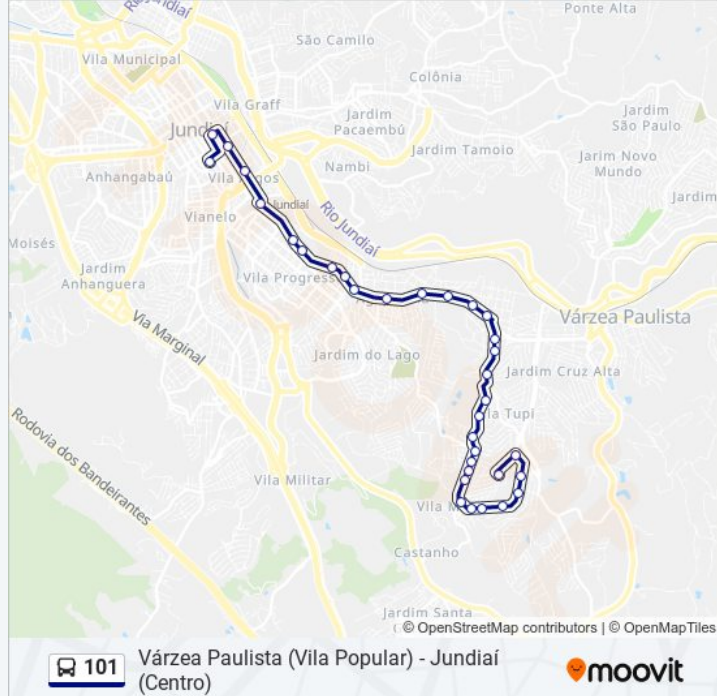 Rio Jundiaí
Ponte Alta
São Camilo
Vila Municipal
Colônia
Vila Graff
Jardim
Pacaembú
Jardim
São Paulo
Jundiaí
Jardim Tamoio
Jarim Novo
Mundo
Nambi
Anhangabaú
Jardim
Vianelo
Jundiaí
Rio Jundiaí
Moisés
Jardim
Anhanguera
Vila Progress
Várzea Paulista
Via Marginal
Jardim do Lago
Jardim Cruz Alta
Rodovia dos Bandeirantes
Vila Militar
Castanho
Jardim Santa
© OpenStreetMap contributors | © OpenMapTiles
101
Várzea Paulista (Vila Popular) - Jundiaí
(Centro)
moovit